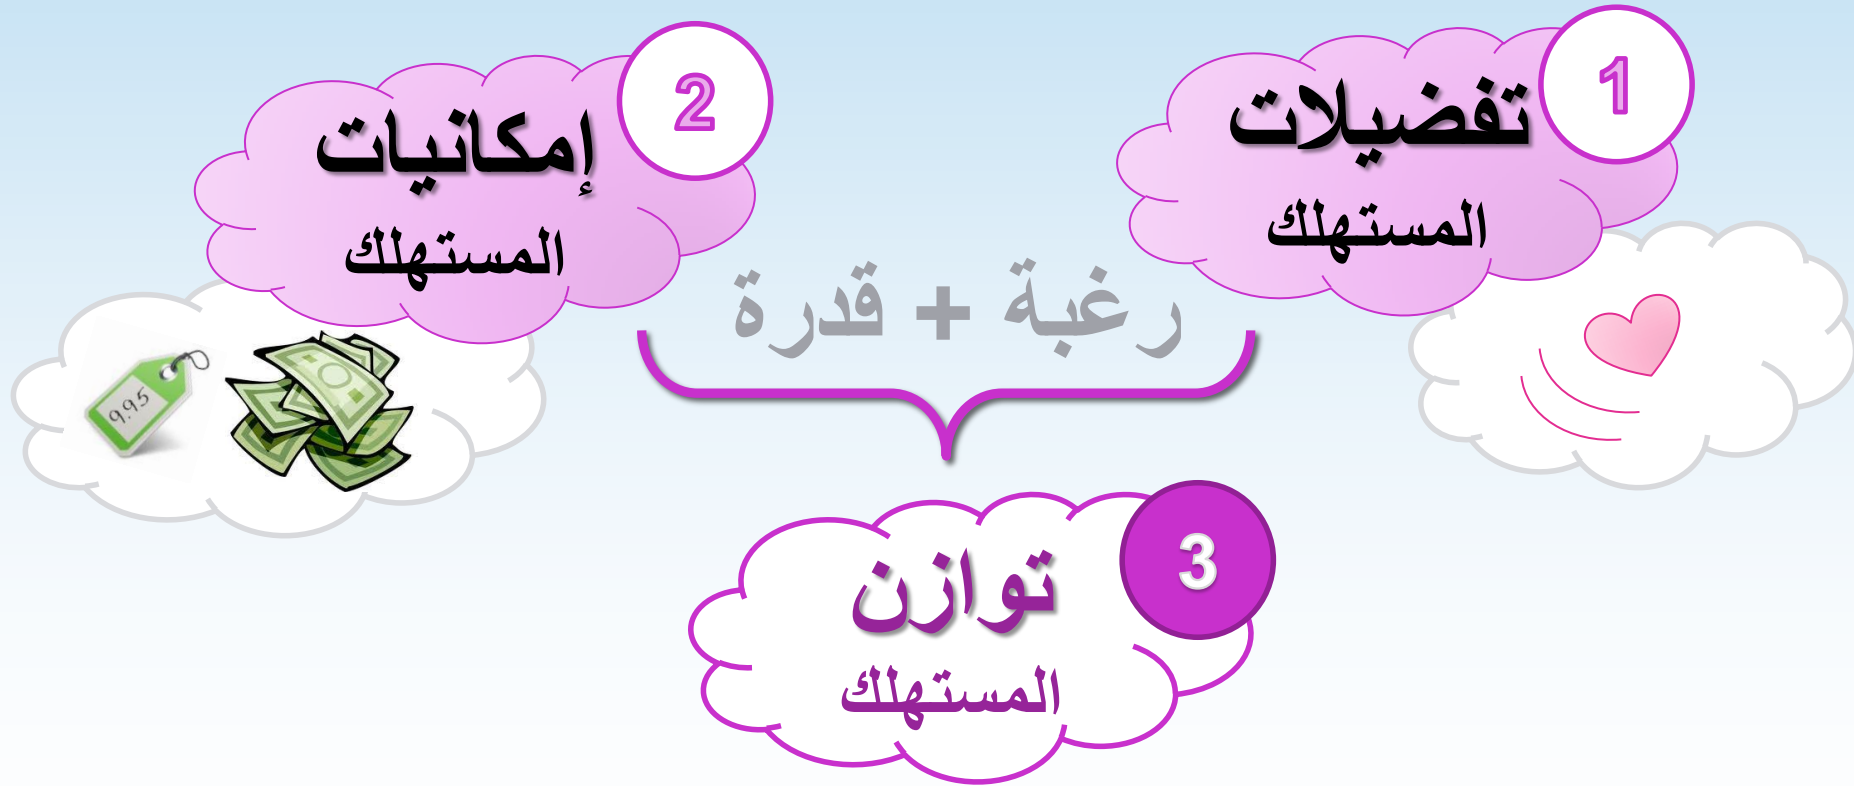 1
تفضيلات
المستهلك
2
إمكانيات
المستهلك
رغبة + قدرة
9.95
3
توازن
المستهلك